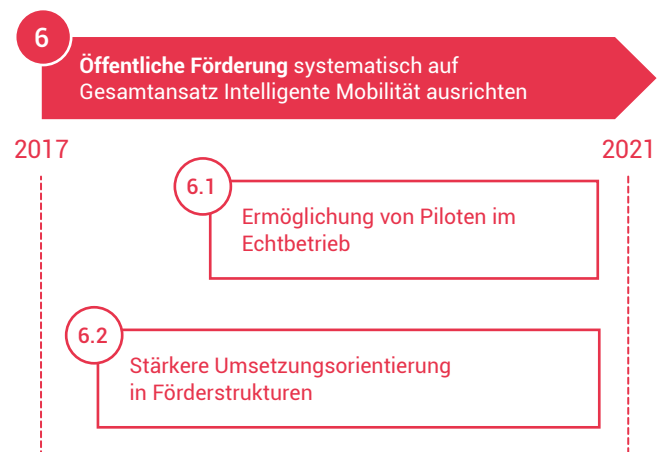 6
Öffentliche Förderung systematisch auf
Gesamtansatz Intelligente Mobilität ausrichten
2017
2021
6.1
Ermöglichung von Piloten im
Echtbetrieb
6.2
Stärkere Umsetzungsorientierung
in Förderstrukturen